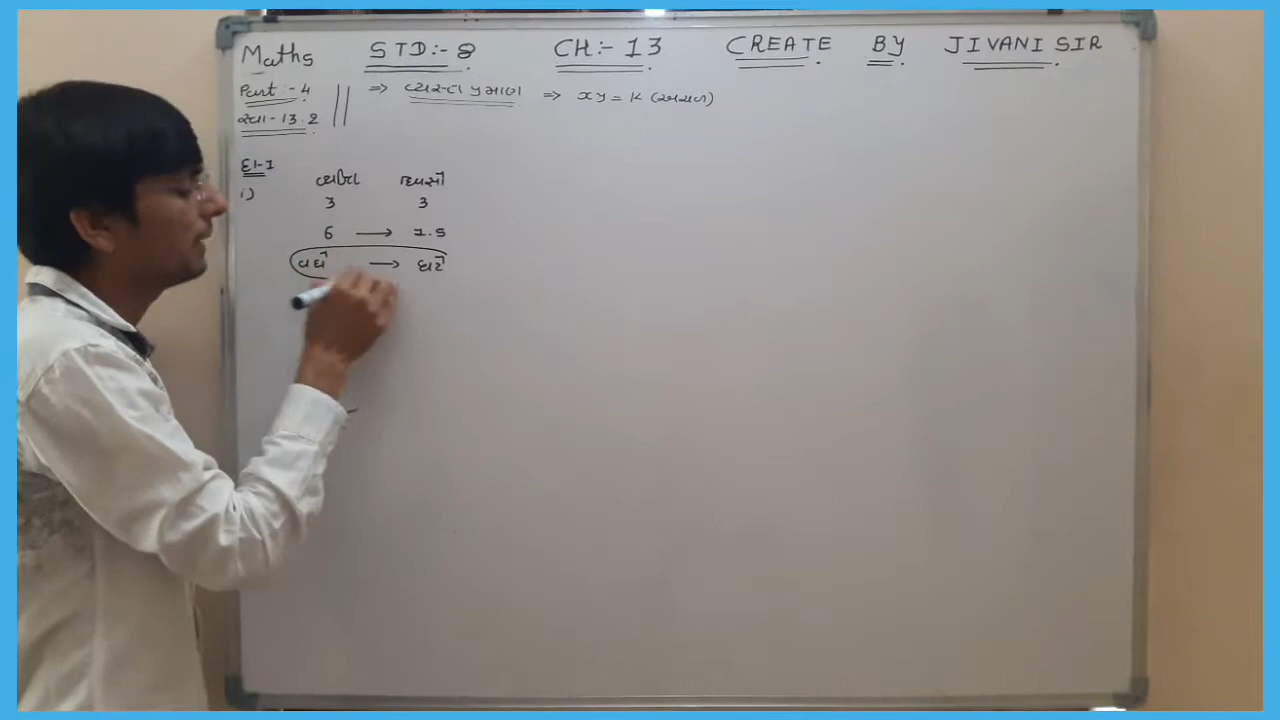 Maths STD:- 8 CH:- 13 CREATE BY JIVANI SIR
Part - 4 ⇒ વ્યસ્ત પ્રમાણ ⇒ xy = k (અચળ)
સ્વા - 13.2
દા-1
i) વ્યક્તિ દિવસો
3 3
6 → 1.5
વધે → ઘટે